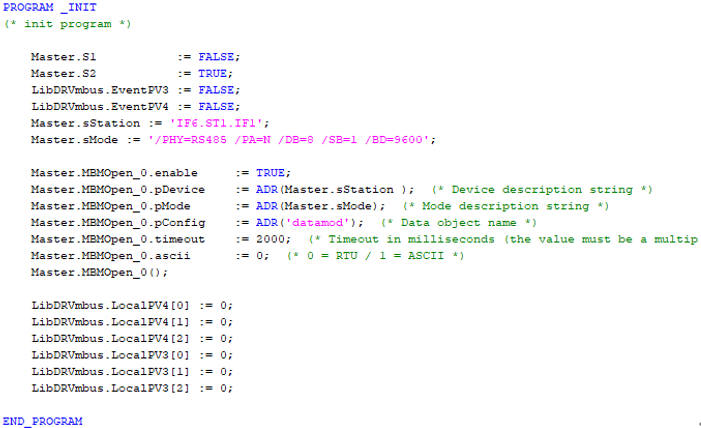 PROGRAM _INIT
(* init program *)
Master.S1 := FALSE;
Master.S2 := TRUE;
LibDRVmbus.EventPV3 := FALSE;
LibDRVmbus.EventPV4 := FALSE;
Master.sStation := 'IF6.ST1.IF1';
Master.sMode := '/PHY=RS485 /PA=N /DB=8 /SB=1 /BD=9600';
Master.MBMOpen_0.enable := TRUE;
Master.MBMOpen_0.pDevice := ADR(Master.sStation ); (* Device description string *)
Master.MBMOpen_0.pMode := ADR(Master.sMode); (* Mode description string *)
Master.MBMOpen_0.pConfig := ADR('datamod'); (* Data object name *)
Master.MBMOpen_0.timeout := 2000; (* Timeout in milliseconds (the value must be a multip
Master.MBMOpen_0.ascii := 0; (* 0 = RTU / 1 = ASCII *)
Master.MBMOpen_0();
LibDRVmbus.LocalPV4[0] := 0;
LibDRVmbus.LocalPV4[1] := 0;
LibDRVmbus.LocalPV4[2] := 0;
LibDRVmbus.LocalPV3[0] := 0;
LibDRVmbus.LocalPV3[1] := 0;
LibDRVmbus.LocalPV3[2] := 0;
END_PROGRAM